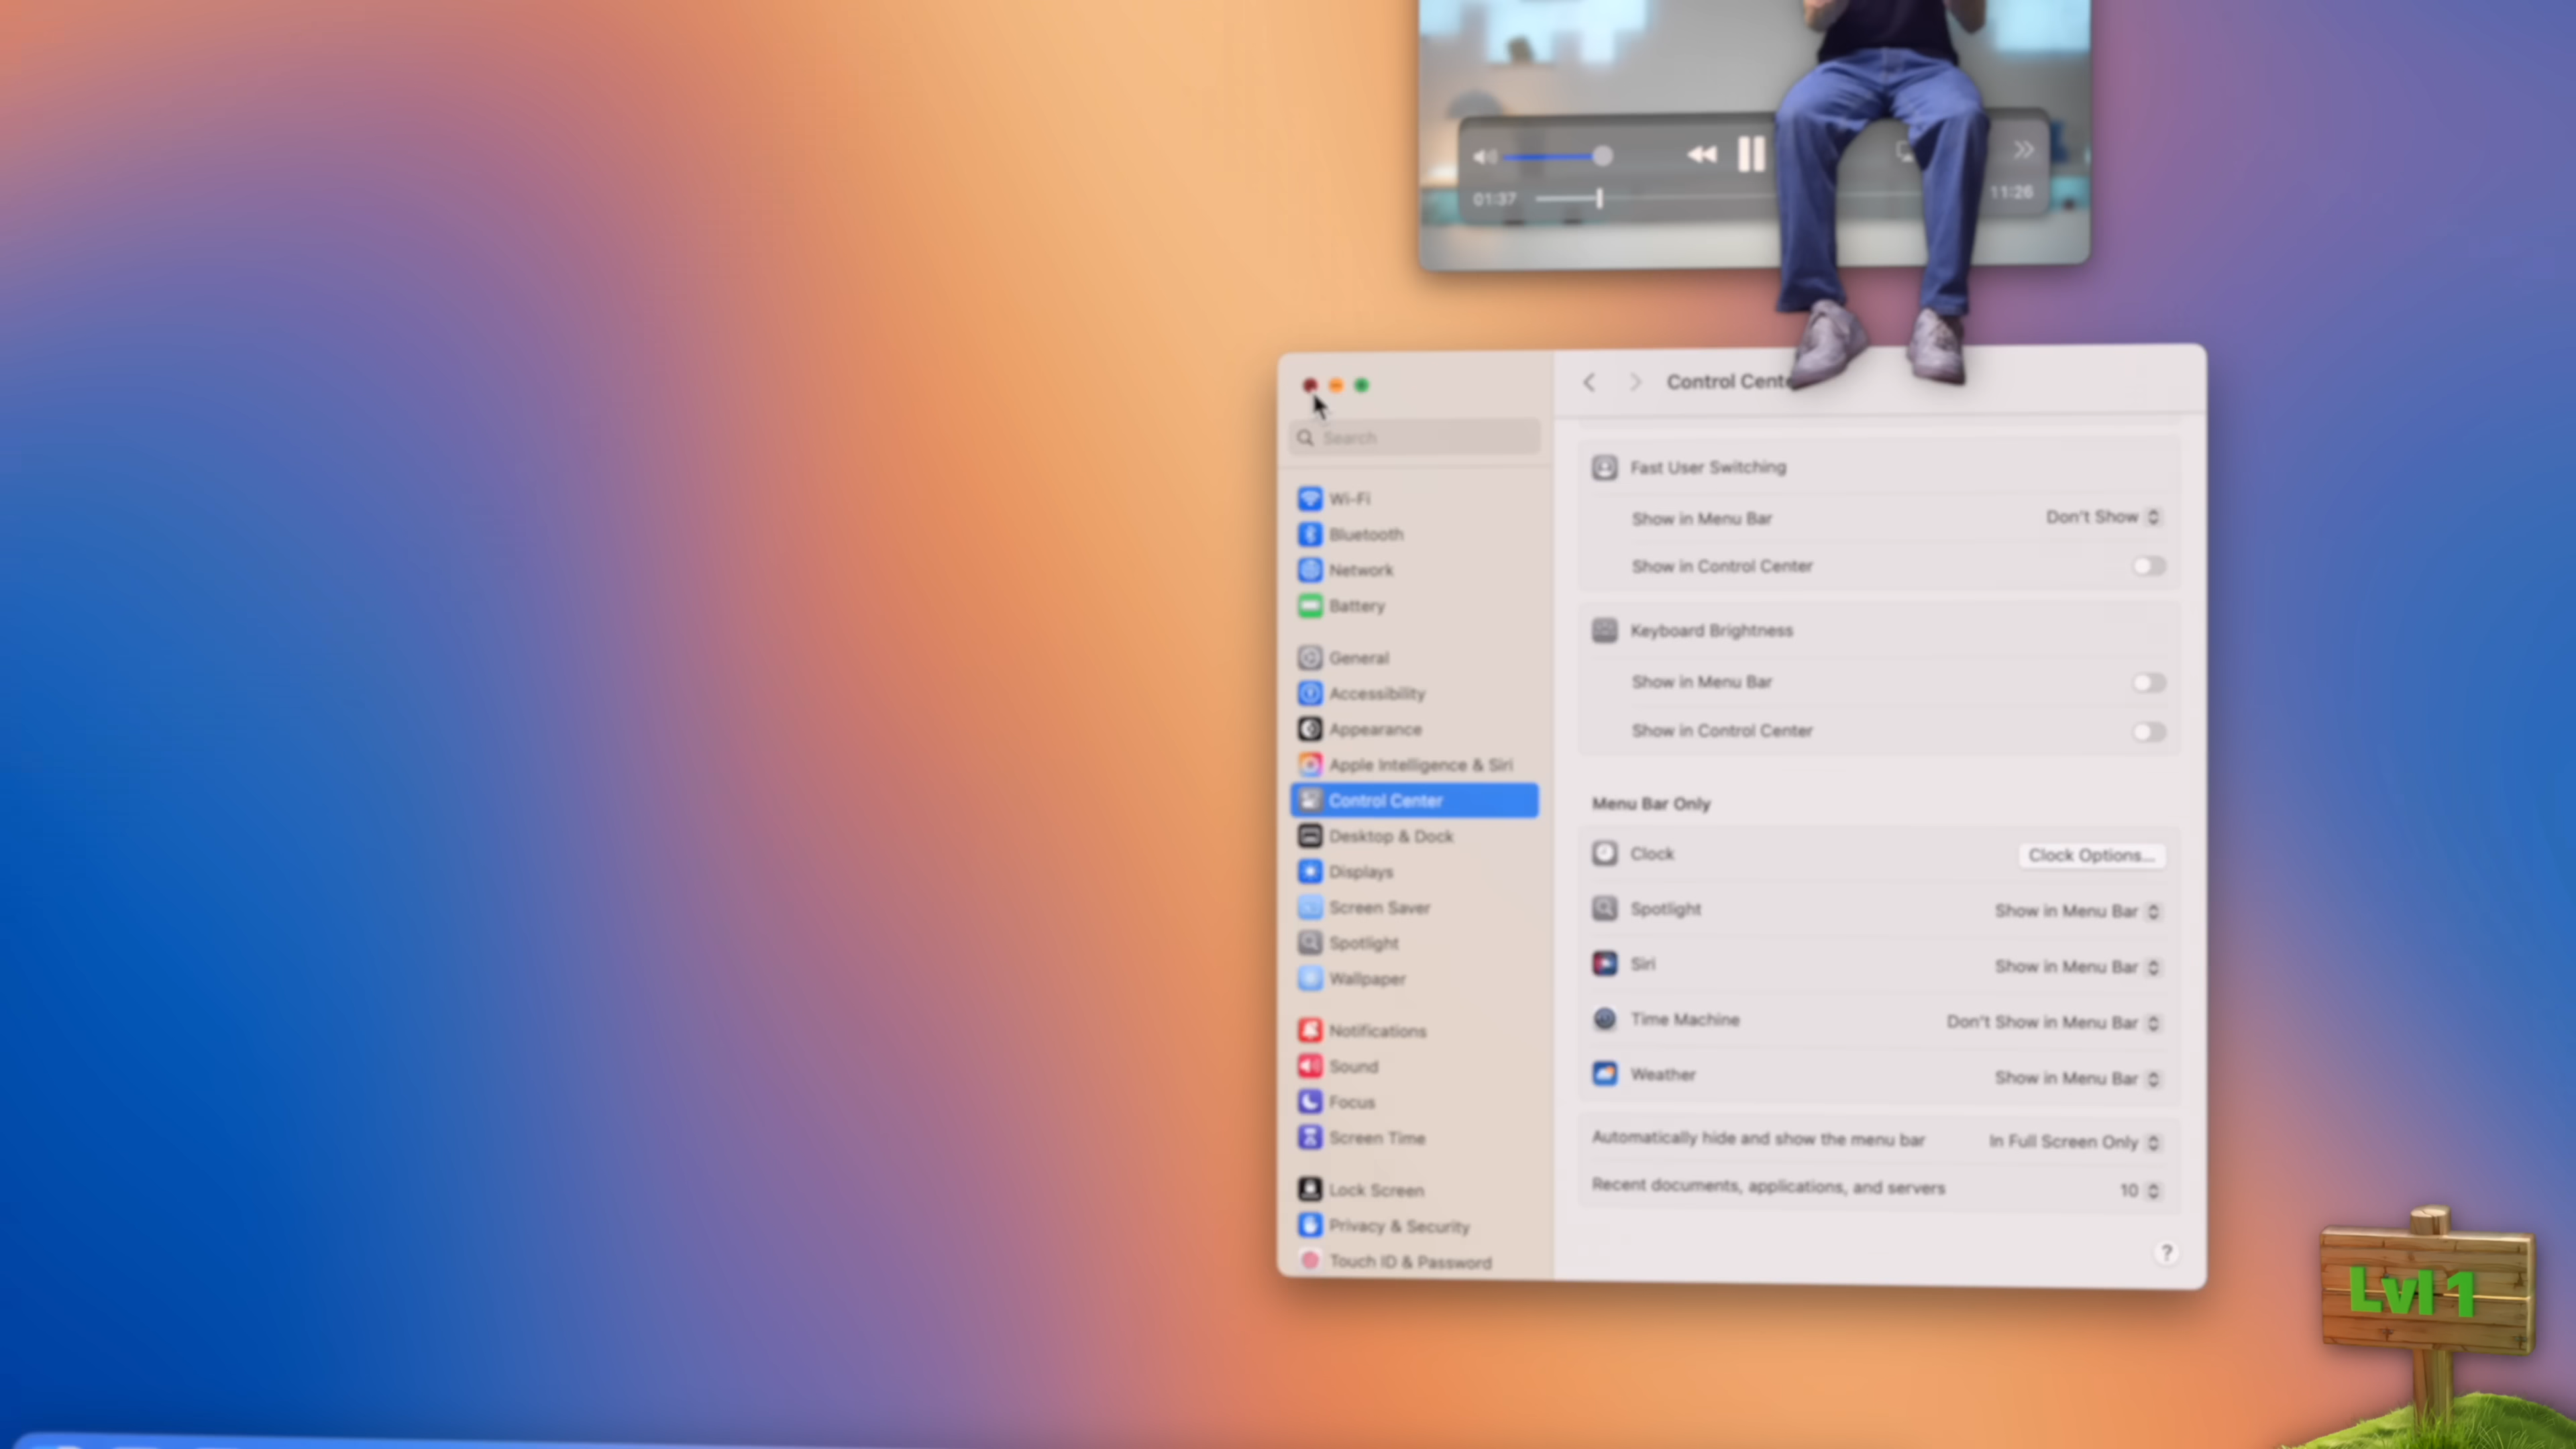 01:37
11:26
Control Cente
Search
Wi-Fi
Bluetooth
Network
Battery
General
Accessibility
Appearance
Apple Intelligence & Siri
Control Center
Desktop & Dock
Displays
Screen Saver
Spotlight
Wallpaper
Notifications
Sound
Focus
Screen Time
Lock Screen
Privacy & Security
Touch ID & Password
Fast User Switching
Show in Menu Bar Don't Show
Show in Control Center
Keyboard Brightness
Show in Menu Bar
Show in Control Center
Menu Bar Only
Clock Clock Options...
Spotlight Show in Menu Bar
Siri Show in Menu Bar
Time Machine Don't Show in Menu Bar
Weather Show in Menu Bar
Automatically hide and show the menu bar In Full Screen Only
Recent documents, applications, and servers 10
?
Lvl 1